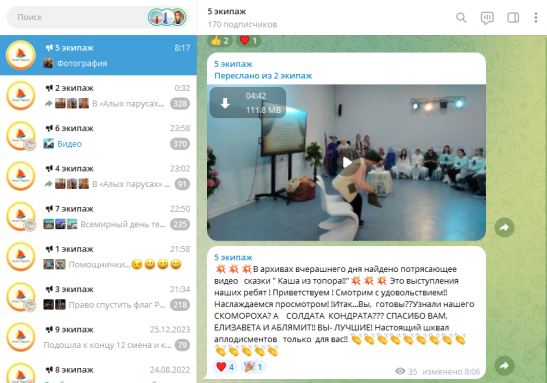 Поиск
5 экипаж 8:17
Фотография
2 экипаж 0:32
В «Алых парусах... 328
6 экипаж 23:58
Видео 370
4 экипаж 23:02
В «Алых парусах» ... 91
7 экипаж 22:50
Всемирный день те... 235
1 экипаж 21:58
Помощнички...😉😀😀😀
3 экипаж 21:34
Право спустить флаг Р... 218
9 экипаж 25.12.2023
Подошла к концу 12 смена и к... 79
8 экипаж 24.08.2022
5 экипаж
170 подписчиков
👍 2 ❤ 1
5 экипаж
Переслано из 2 экипаж
04:42
111.8 MB
5 экипаж
💥💥💥В архивах вчерашнего дня найдено потрясающее
видео сказки " Каша из топора!!" 💥💥💥 Это выступления
наших ребят ! Приветствуем ! Смотрим с удовольствием!!
Наслаждаемся просмотром! !Итак...Вы, готовы??Узнали нашего
СКОМОРОХА? А СОЛДАТА КОНДРАТА??? СПАСИБО ВАМ,
ЕЛИЗАВЕТА И АБЛЯМИТ!! ВЫ- ЛУЧШИЕ! Настоящий шквал
аплодисментов только для вас!! 👏👏👏👏👏👏👏👏👏
👏👏👏👏👏
❤ 4 🎉 1 35 изменено 8:06